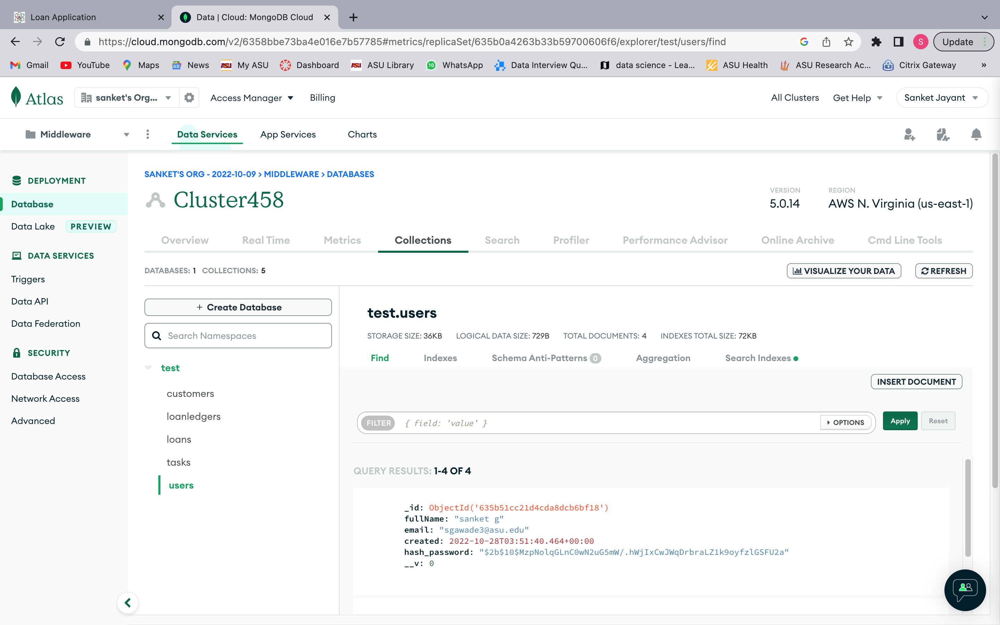 Loan Application
Data | Cloud: MongoDB Cloud
https://cloud.mongodb.com/v2/6358bbe73ba4e016e7b57785#metrics/replicaSet/635b0a4263b33b59700606f6/explorer/test/users/find
S
Update
Gmail YouTube Maps News My ASU Dashboard ASU Library 10 WhatsApp Data Interview Qu... data science - Lea... ASU Health ASU Research Ac... Citrix Gateway »
Atlas
sanket's Org...
Access Manager
Billing
All Clusters
Get Help
Sanket Jayant
Middleware
Data Services
App Services
Charts
DEPLOYMENT
Database
Data Lake PREVIEW
DATA SERVICES
Triggers
Data API
Data Federation
SECURITY
Database Access
Network Access
Advanced
SANKET'S ORG - 2022-10-09 > MIDDLEWARE > DATABASES
Cluster458
VERSION
5.0.14
REGION
AWS N. Virginia (us-east-1)
Overview Real Time Metrics Collections Search Profiler Performance Advisor Online Archive Cmd Line Tools
DATABASES: 1 COLLECTIONS: 5
VISUALIZE YOUR DATA
REFRESH
+ Create Database
Search Namespaces
test
customers
loanledgers
loans
tasks
users
test.users
STORAGE SIZE: 36KB LOGICAL DATA SIZE: 729B TOTAL DOCUMENTS: 4 INDEXES TOTAL SIZE: 72KB
Find Indexes Schema Anti-Patterns 0 Aggregation Search Indexes
INSERT DOCUMENT
FILTER { field: 'value' }
OPTIONS
Apply
Reset
QUERY RESULTS: 1-4 OF 4
_id: ObjectId('635b51cc21d4cda8dcb6bf18')
fullName: "sanket g"
email: "sgawade3@asu.edu"
created: 2022-10-28T03:51:40.464+00:00
hash_password: "$2b$10$MzpNolqGLnC0wN2uG5mW/.hWjIxCwJWqDrbraLZ1k9oyfzlGSFU2a"
__v: 0